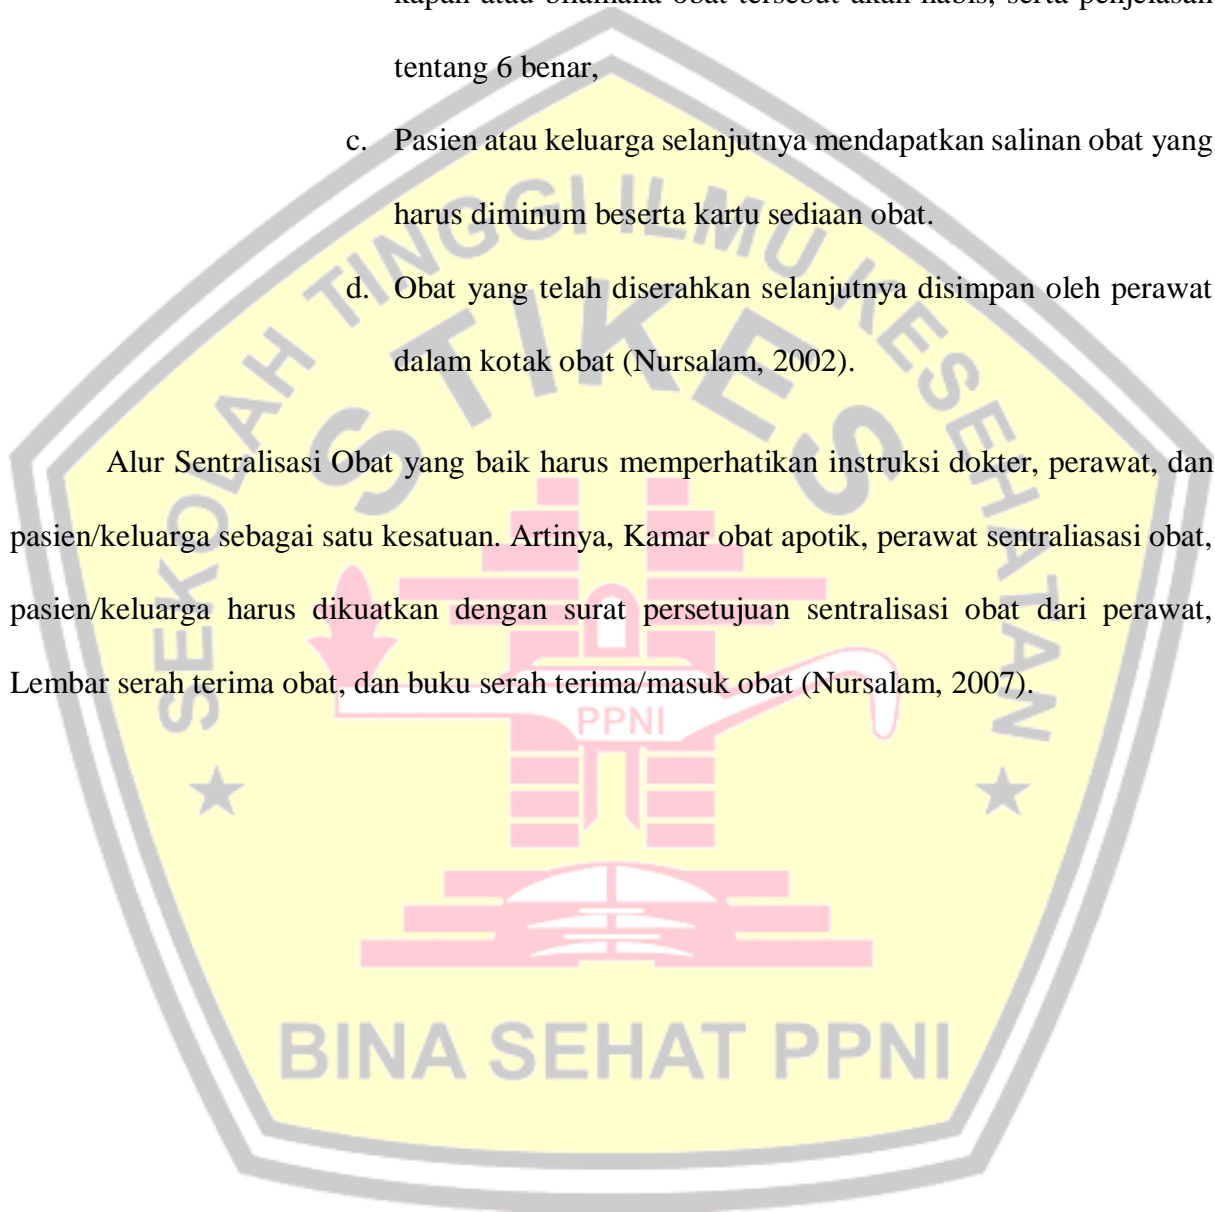 kapan atau bilamana obat tersebut akan habis, serta penjelasan
tentang 6 benar,
c. Pasien atau keluarga selanjutnya mendapatkan salinan obat yang
harus diminum beserta kartu sediaan obat.
d. Obat yang telah diserahkan selanjutnya disimpan oleh perawat
dalam kotak obat (Nursalam, 2002).
Alur Sentralisasi Obat yang baik harus memperhatikan instruksi dokter, perawat, dan
pasien/keluarga sebagai satu kesatuan. Artinya, Kamar obat apotik, perawat sentraliasasi obat,
pasien/keluarga harus dikuatkan dengan surat persetujuan sentralisasi obat dari perawat,
Lembar serah terima obat, dan buku serah terima/masuk obat (Nursalam, 2007).
SEKOLAH TINGGI ILMU KESEHATAN
STIKES
PPNI
BINA SEHAT PPNI